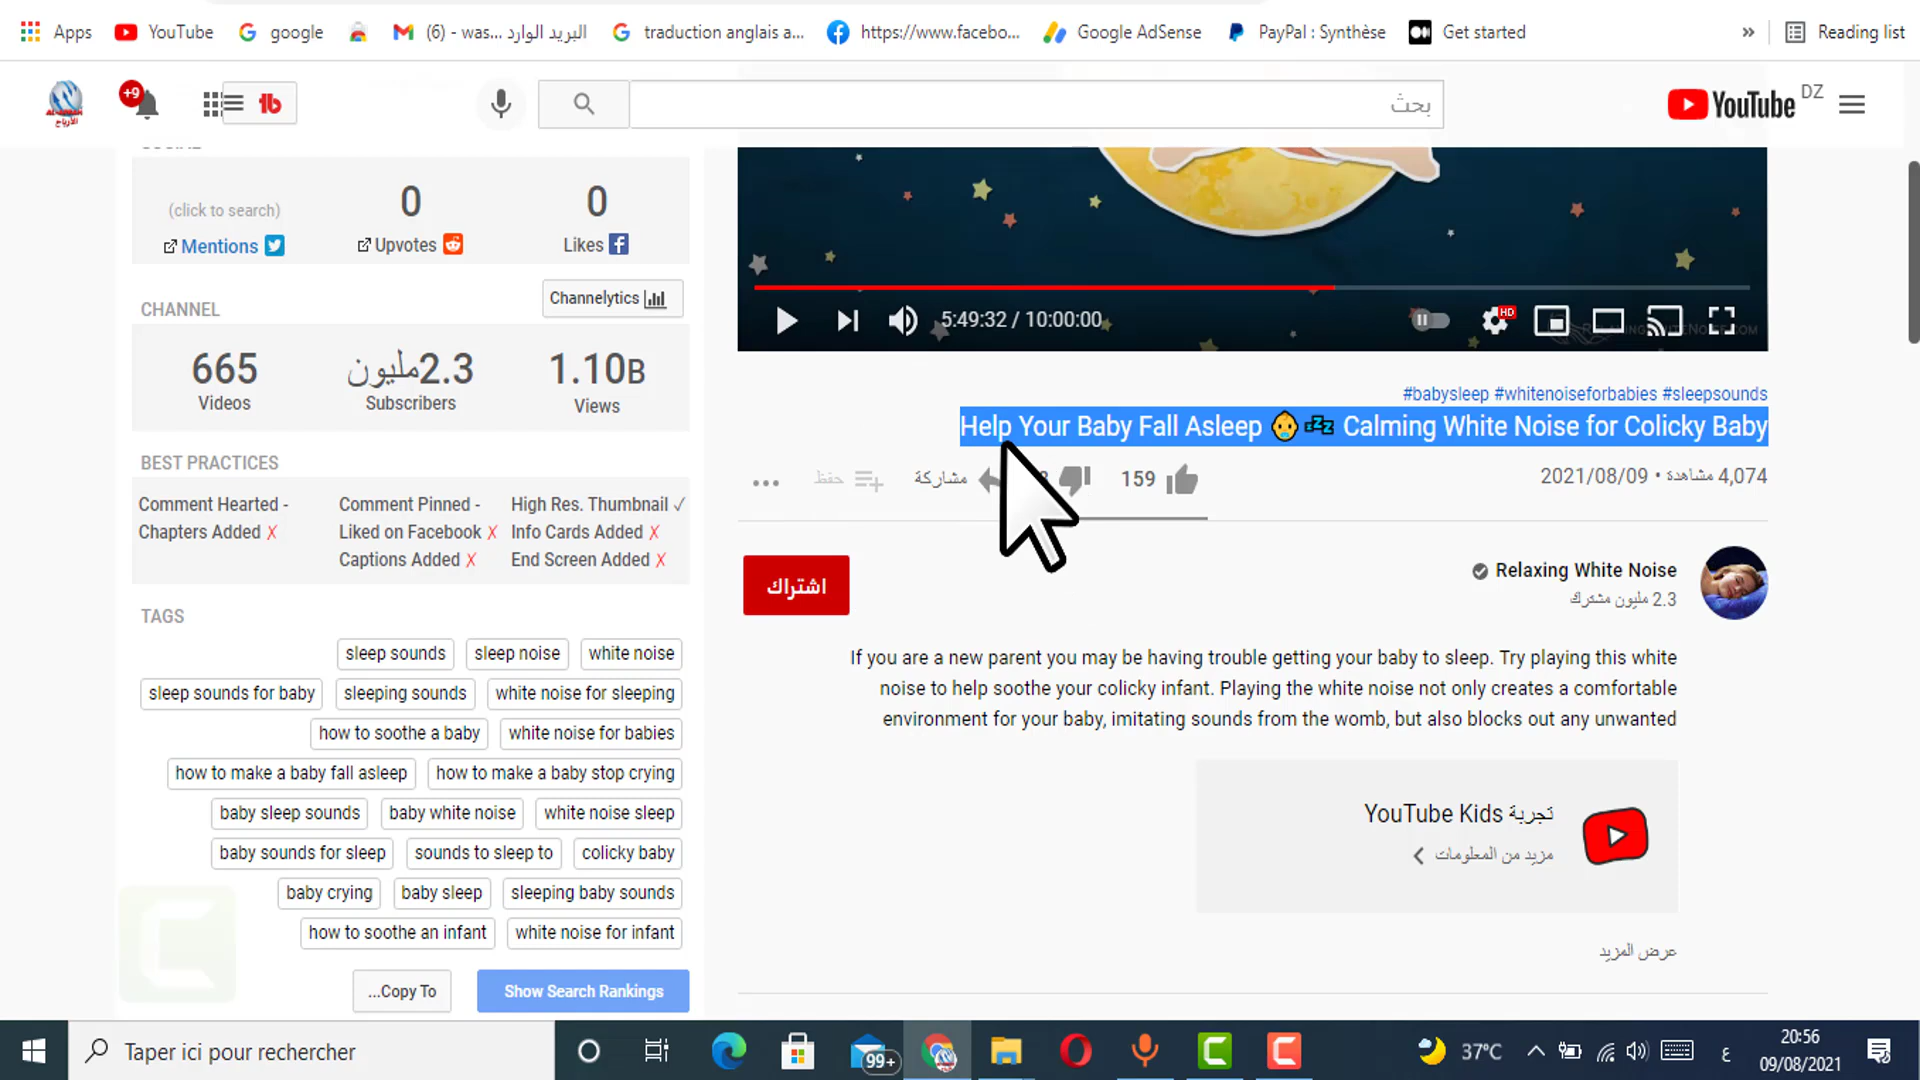 Apps YouTube google (6) - was... البريد الوارد traduction anglais a... https://www.facebo... Google AdSense PayPal : Synthèse Get started » Reading list
+9 بحث YouTube DZ
0 0
(click to search)
Mentions Upvotes Likes
CHANNEL Channelytics
665 2.3مليون 1.10B
Videos Subscribers Views
BEST PRACTICES
Comment Hearted - Comment Pinned - High Res. Thumbnail ✓
Chapters Added X Liked on Facebook X Info Cards Added X
Captions Added X End Screen Added X
TAGS
sleep sounds sleep noise white noise
sleep sounds for baby sleeping sounds white noise for sleeping
how to soothe a baby white noise for babies
how to make a baby fall asleep how to make a baby stop crying
baby sleep sounds baby white noise white noise sleep
baby sounds for sleep sounds to sleep to colicky baby
baby crying baby sleep sleeping baby sounds
how to soothe an infant white noise for infant
...Copy To Show Search Rankings
5:49:32 / 10:00:00 HD
#babysleep #whitenoiseforbabies #sleepsounds
Help Your Baby Fall Asleep 👶💤 Calming White Noise for Colicky Baby
4,074 مشاهدة • 2021/08/09
159 مشاركة حفظ
Relaxing White Noise
2.3 مليون مشترك
اشتراك
If you are a new parent you may be having trouble getting your baby to sleep. Try playing this white
noise to help soothe your colicky infant. Playing the white noise not only creates a comfortable
environment for your baby, imitating sounds from the womb, but also blocks out any unwanted
تجربة YouTube Kids
مزيد من المعلومات
عرض المزيد
Taper ici pour rechercher 99+ 37°C ع 20:56
09/08/2021